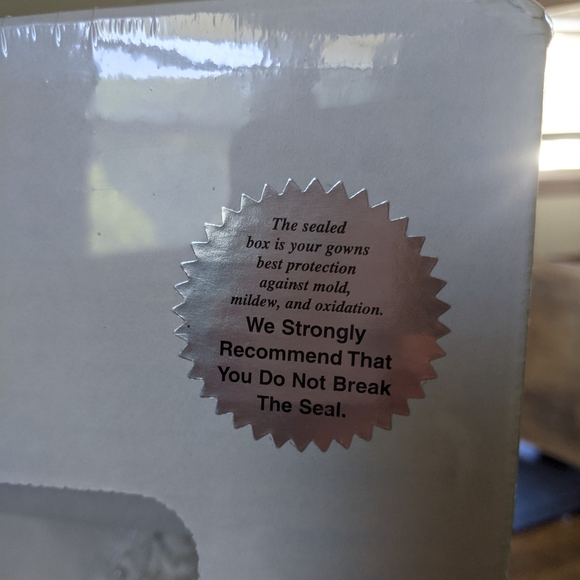 The sealed
box is your gowns
best protection
against mold,
mildew, and oxidation.
We Strongly
Recommend That
You Do Not Break
The Seal.